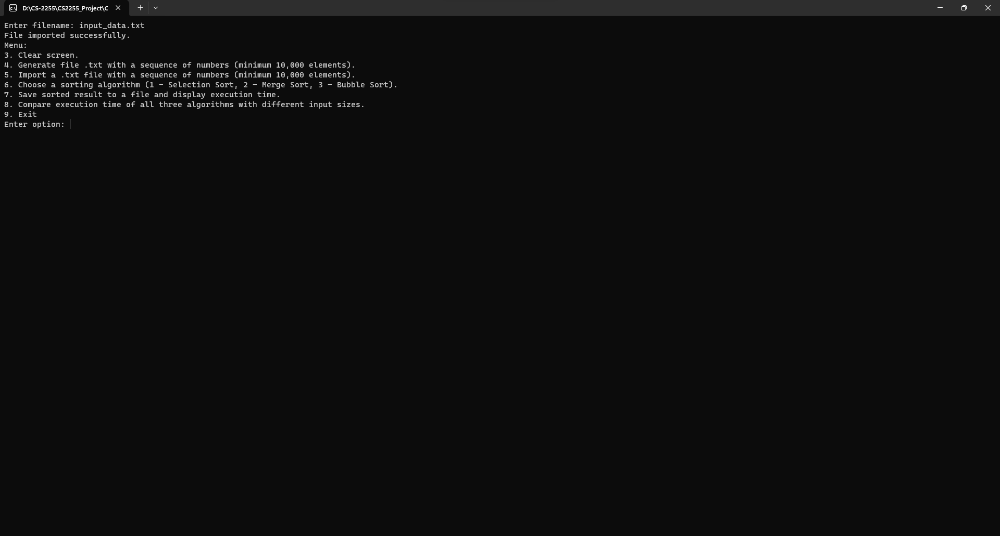 D:\CS-2255\CS2255_Project\C
Enter filename: input_data.txt
File imported successfully.
Menu:
3. Clear screen.
4. Generate file .txt with a sequence of numbers (minimum 10,000 elements).
5. Import a .txt file with a sequence of numbers (minimum 10,000 elements).
6. Choose a sorting algorithm (1 - Selection Sort, 2 - Merge Sort, 3 - Bubble Sort).
7. Save sorted result to a file and display execution time.
8. Compare execution time of all three algorithms with different input sizes.
9. Exit
Enter option: